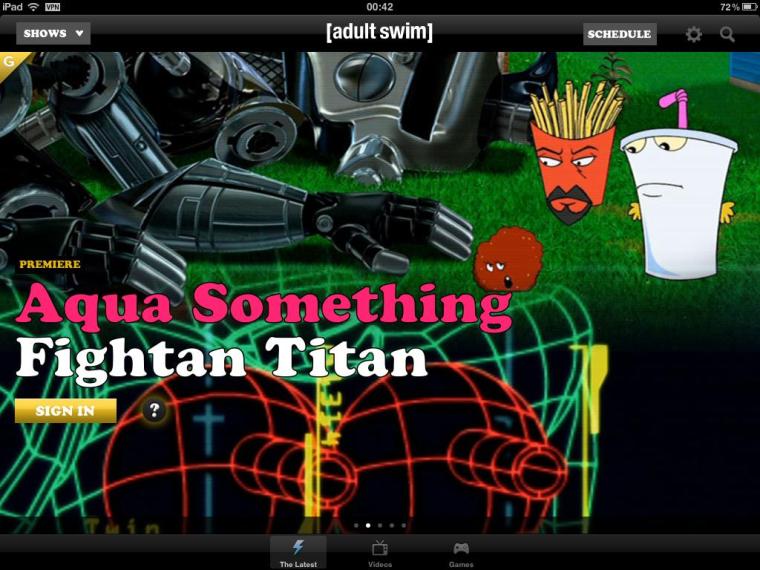 iPad VPN 00:42 72%
SHOWS [adult swim] SCHEDULE
G
PREMIERE
Aqua Something
Fightan Titan
SIGN IN ?
Twin
The Latest Videos Games